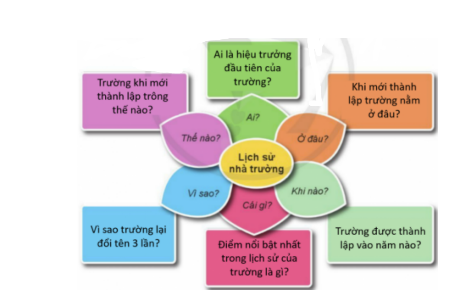 Ai là hiệu trưởng
đầu tiên của
trường?
Trường khi mới
thành lập trông
thế nào?
Khi mới thành
lập trường nằm
ở đâu?
Ai?
Thế nào?
Ở đâu?
Lịch sử
nhà trường
Vì sao?
Khi nào?
Cái gì?
Vì sao trường lại
đổi tên 3 lần?
Điểm nổi bật nhất
trong lịch sử của
trường là gì?
Trường được thành
lập vào năm nào?